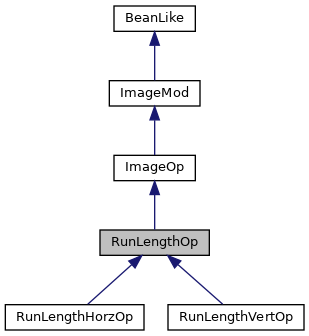 BeanLike
ImageMod
ImageOp
RunLengthOp
RunLengthHorzOp
RunLengthVertOp